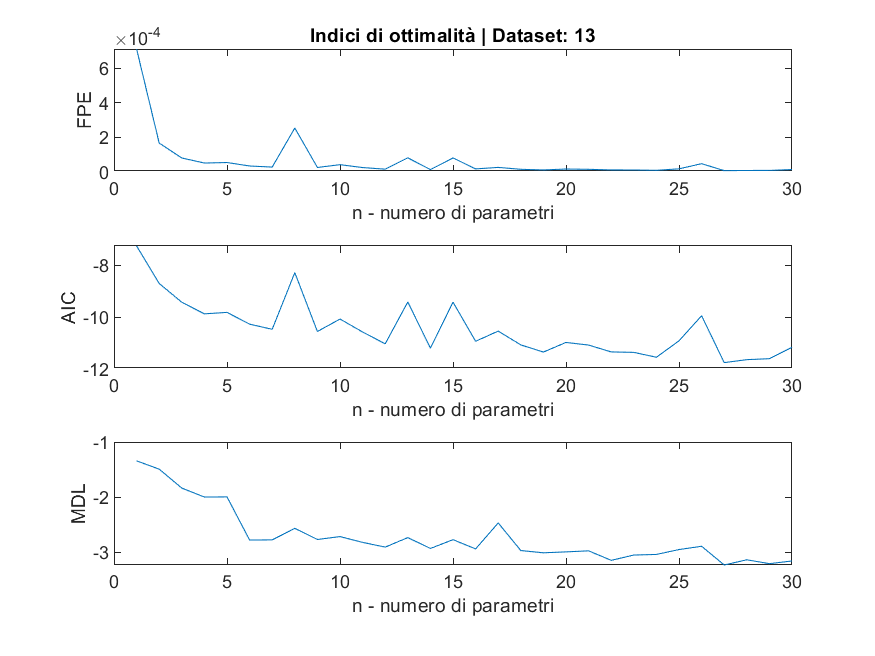 Indici di ottimalità | Dataset: 13
×10⁻⁴
FPE
6
4
2
0
0 5 10 15 20 25 30
n - numero di parametri
AIC
-8
-10
-12
0 5 10 15 20 25 30
n - numero di parametri
MDL
-1
-2
-3
0 5 10 15 20 25 30
n - numero di parametri